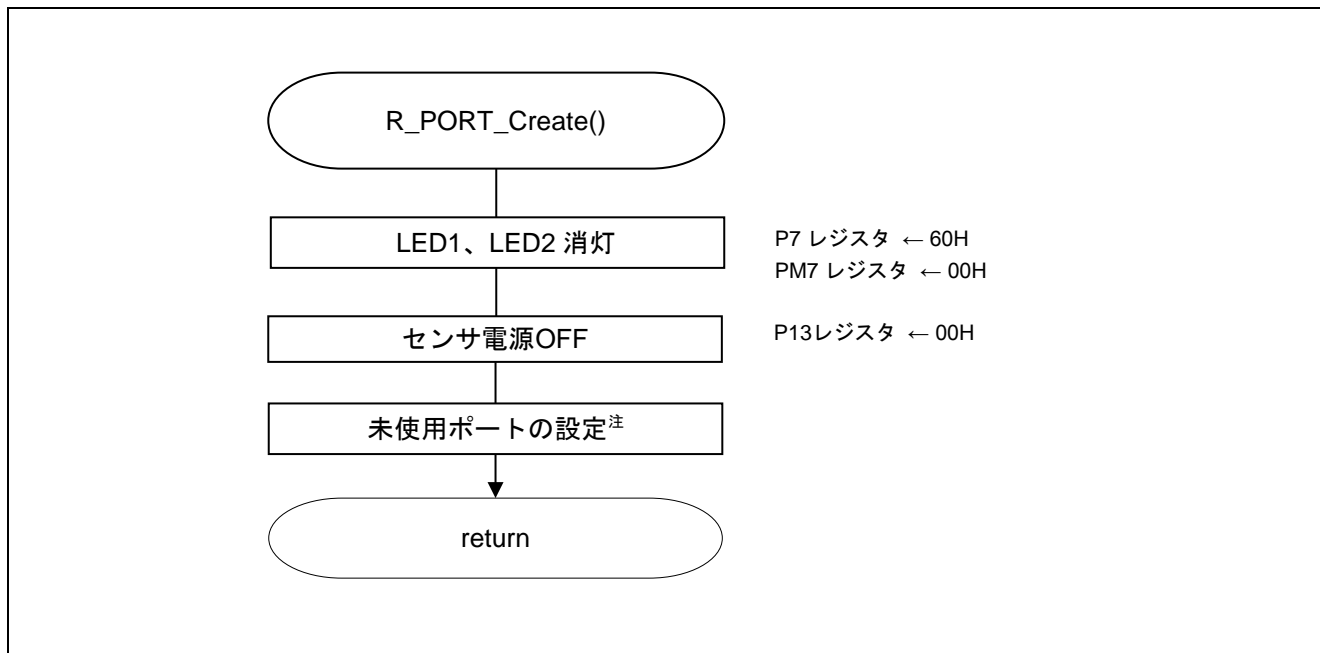 R_PORT_Create()
LED1、LED2 消灯
P7 レジスタ ← 60H
PM7 レジスタ ← 00H
センサ電源OFF
P13レジスタ ← 00H
未使用ポートの設定注
return